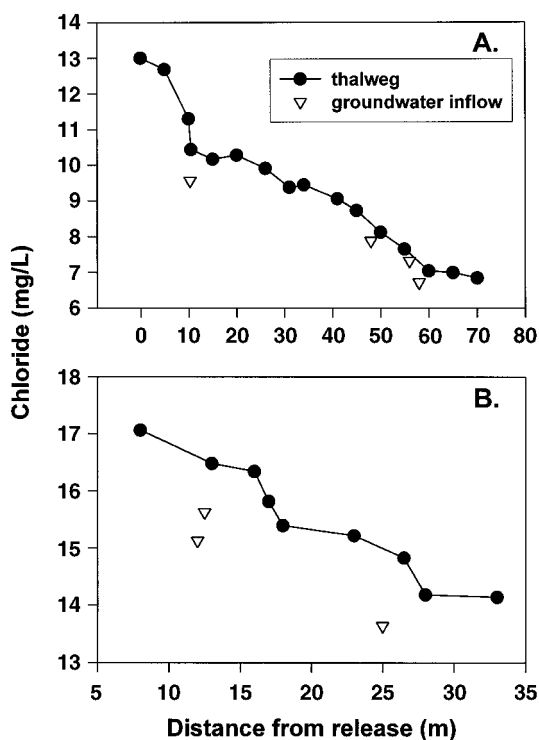 A.
thalweg
groundwater inflow
14
13
12
11
10
9
8
7
6
0 10 20 30 40 50 60 70 80
Chloride (mg/L)
B.
18
17
16
15
14
13
5 10 15 20 25 30 35
Distance from release (m)